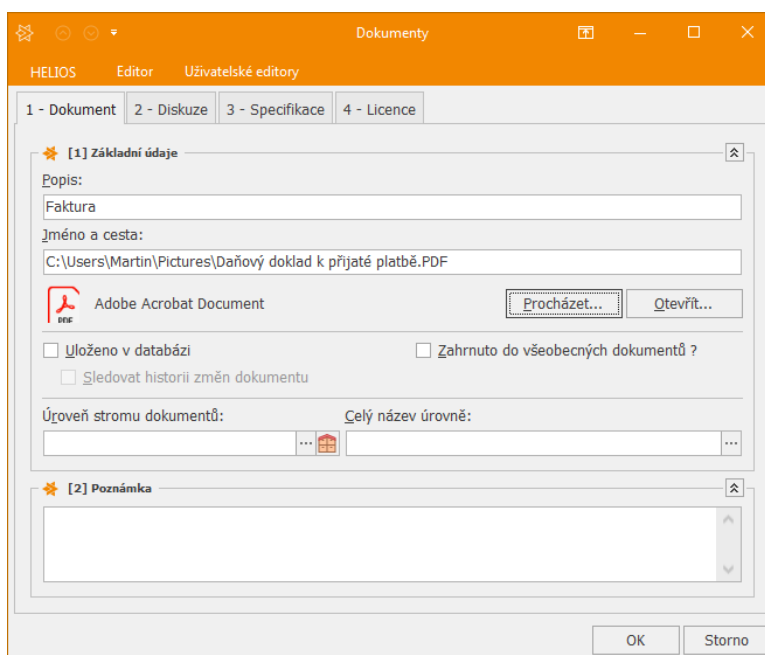 Dokumenty
HELIOS Editor Uživatelské editory
1 - Dokument 2 - Diskuze 3 - Specifikace 4 - Licence
[1] Základní údaje
Popis:
Faktura
Jméno a cesta:
C:\Users\Martin\Pictures\Daňový doklad k přijaté platbě.PDF
PDF Adobe Acrobat Document Procházet... Otevřít...
Uloženo v databázi Zahrnuto do všeobecných dokumentů ?
Sledovat historii změn dokumentu
Úroveň stromu dokumentů: Celý název úrovně:
... ...
[2] Poznámka
OK Storno